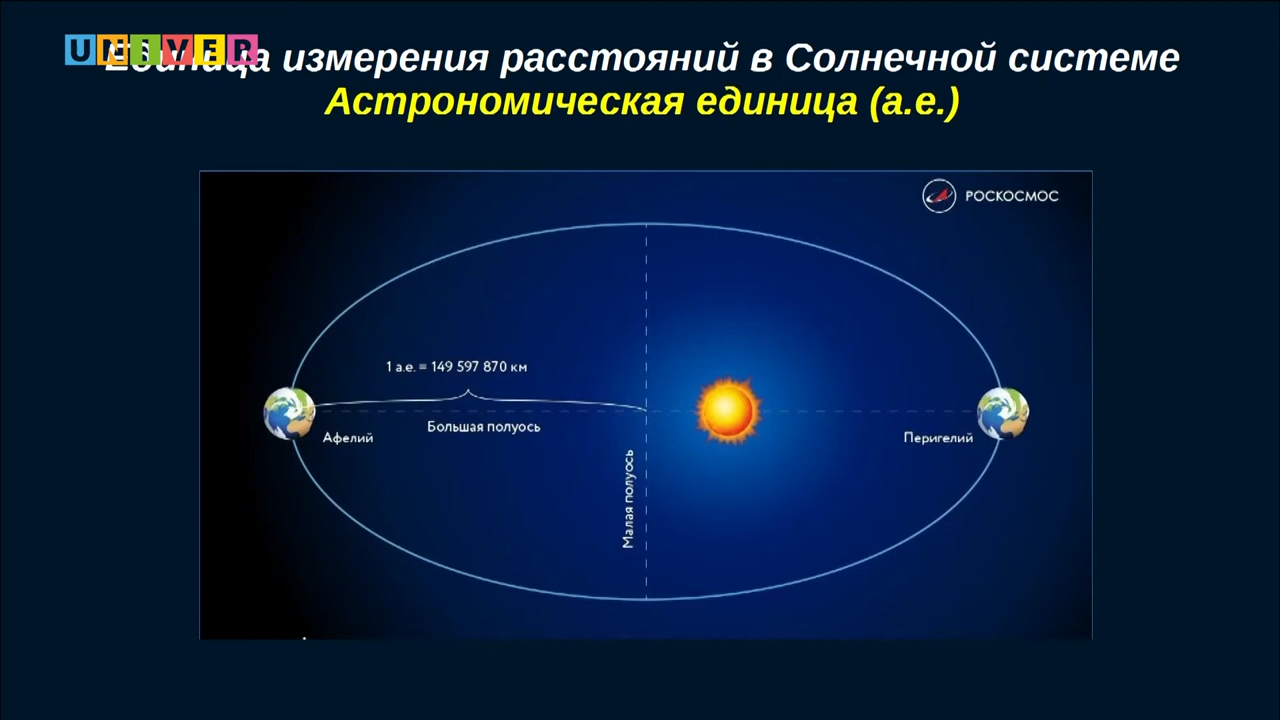 UNIVER
Единица измерения расстояний в Солнечной системе
Астрономическая единица (а.е.)
РОСКОСМОС
1 а.е. = 149 597 870 км
Большая полуось
Афелий
Перигелий
Малая полуось